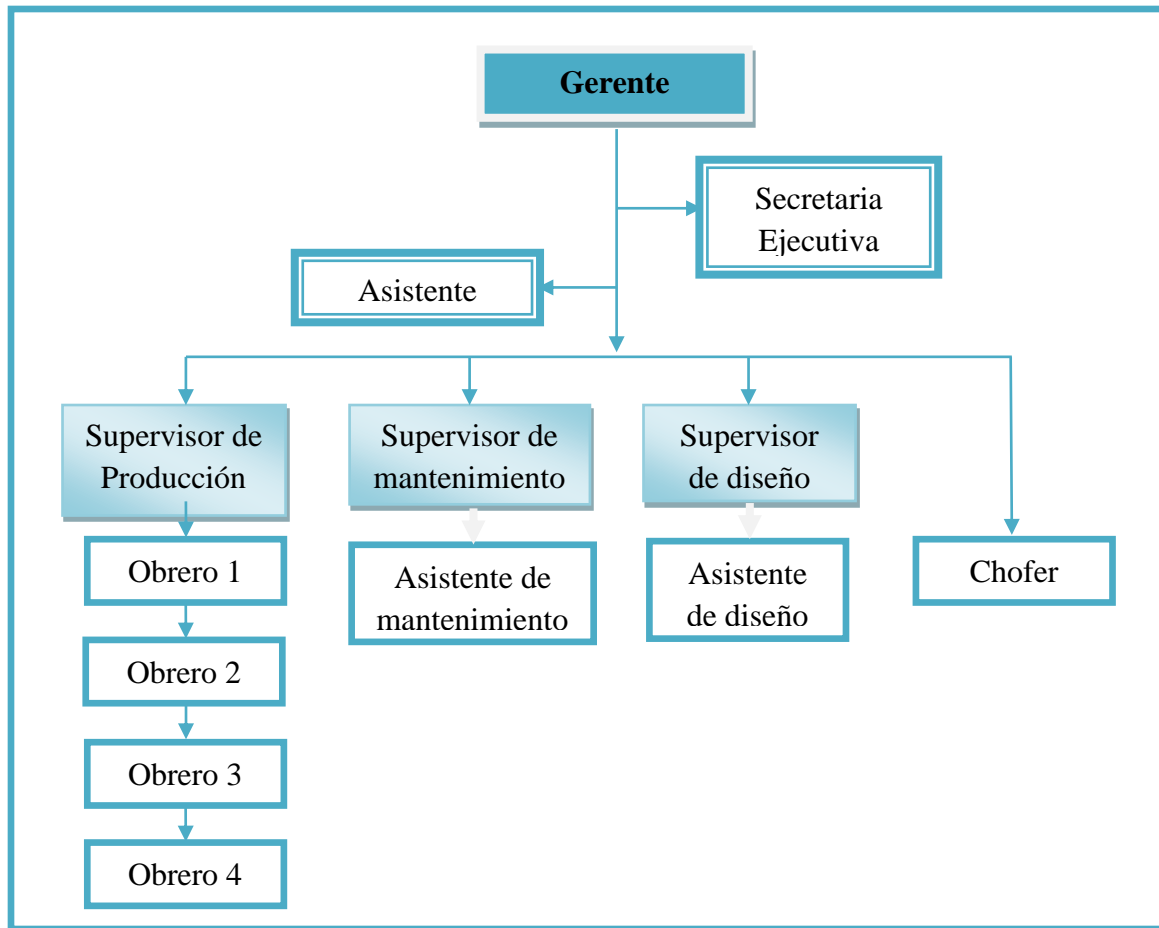 Gerente
Secretaria
Ejecutiva
Asistente
Supervisor de
Producción
Supervisor de
mantenimiento
Supervisor
de diseño
Obrero 1
Asistente de
mantenimiento
Asistente
de diseño
Chofer
Obrero 2
Obrero 3
Obrero 4